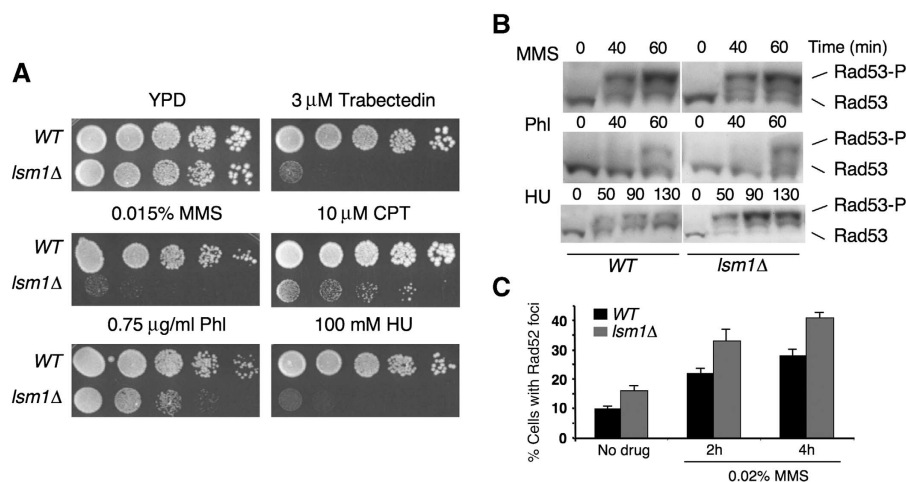 A
YPD
3 μM Trabectedin
WT
lsm1Δ
0.015% MMS
10 μM CPT
WT
lsm1Δ
0.75 μg/ml Phl
100 mM HU
WT
lsm1Δ
B
MMS
0 40 60 0 40 60 Time (min)
Rad53-P
Rad53
Phl
0 40 60 0 40 60
Rad53-P
Rad53
HU
0 50 90 130 0 50 90 130
Rad53-P
Rad53
WT lsm1Δ
C
% Cells with Rad52 foci
WT
lsm1Δ
40
30
20
10
0
No drug 2h 4h
0.02% MMS